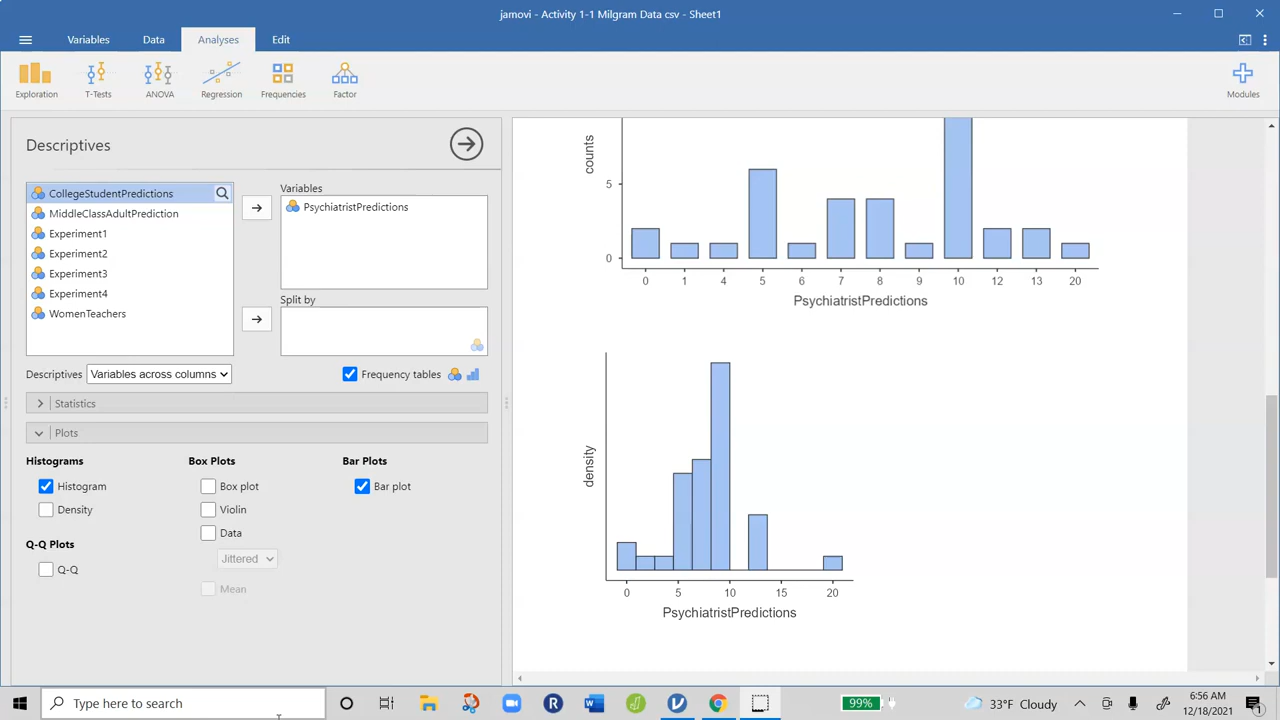 jamovi - Activity 1-1 Milgram Data csv - Sheet1
Variables
Data
Analyses
Edit
Exploration
T-Tests
ANOVA
Regression
Frequencies
Factor
Modules
Descriptives
CollegeStudentPredictions
MiddleClassAdultPrediction
Experiment1
Experiment2
Experiment3
Experiment4
WomenTeachers
Variables
PsychiatristPredictions
Split by
Descriptives
Variables across columns
Frequency tables
Statistics
Plots
Histograms
Box Plots
Bar Plots
Histogram
Box plot
Bar plot
Density
Violin
Data
Q-Q Plots
Jittered
Q-Q
Mean
counts
5
0
0 1 4 5 6 7 8 9 10 12 13 20
PsychiatristPredictions
density
0 5 10 15 20
PsychiatristPredictions
Type here to search
99%
33°F Cloudy
6:56 AM
12/18/2021
1